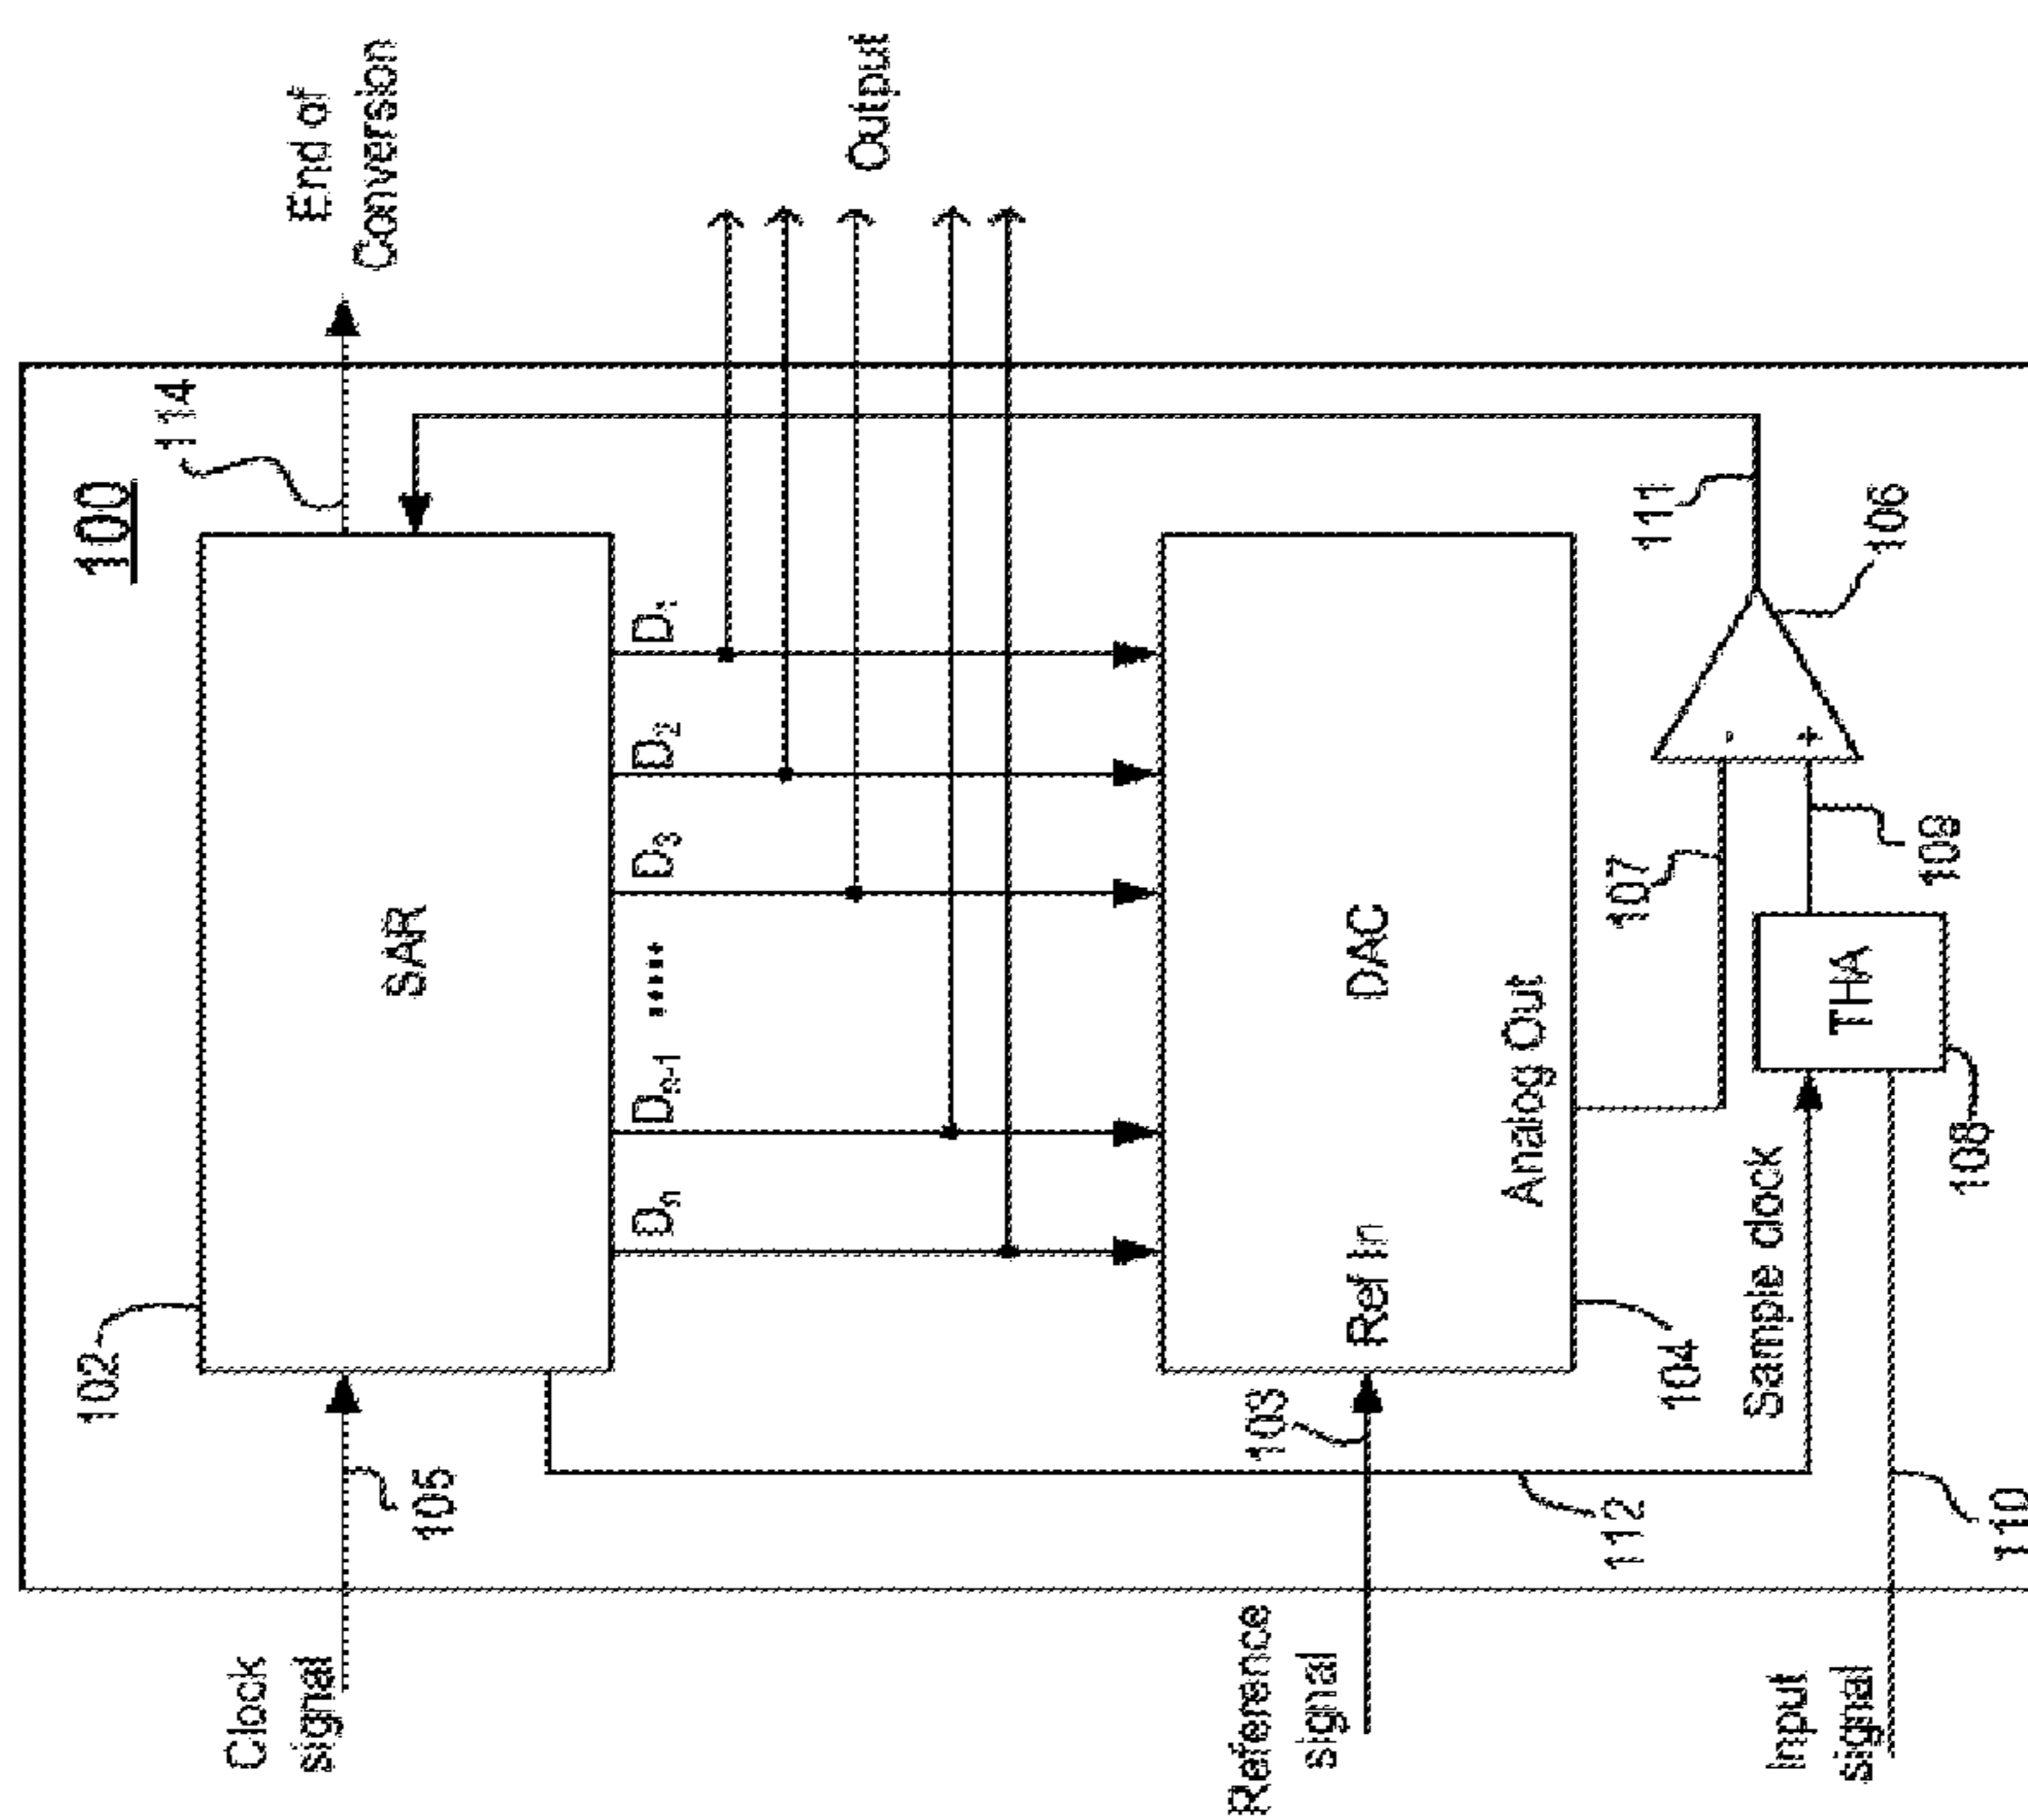 100
End of
Conversion
114
Clock
signal
105
102
SAR
Dn
Dn-1
.....
D3
D2
D1
Output
Reference
signal
103
Ref In
DAC
Analog Out
104
107
111
106
-
+
109
THA
108
Sample clock
112
Input
signal
110